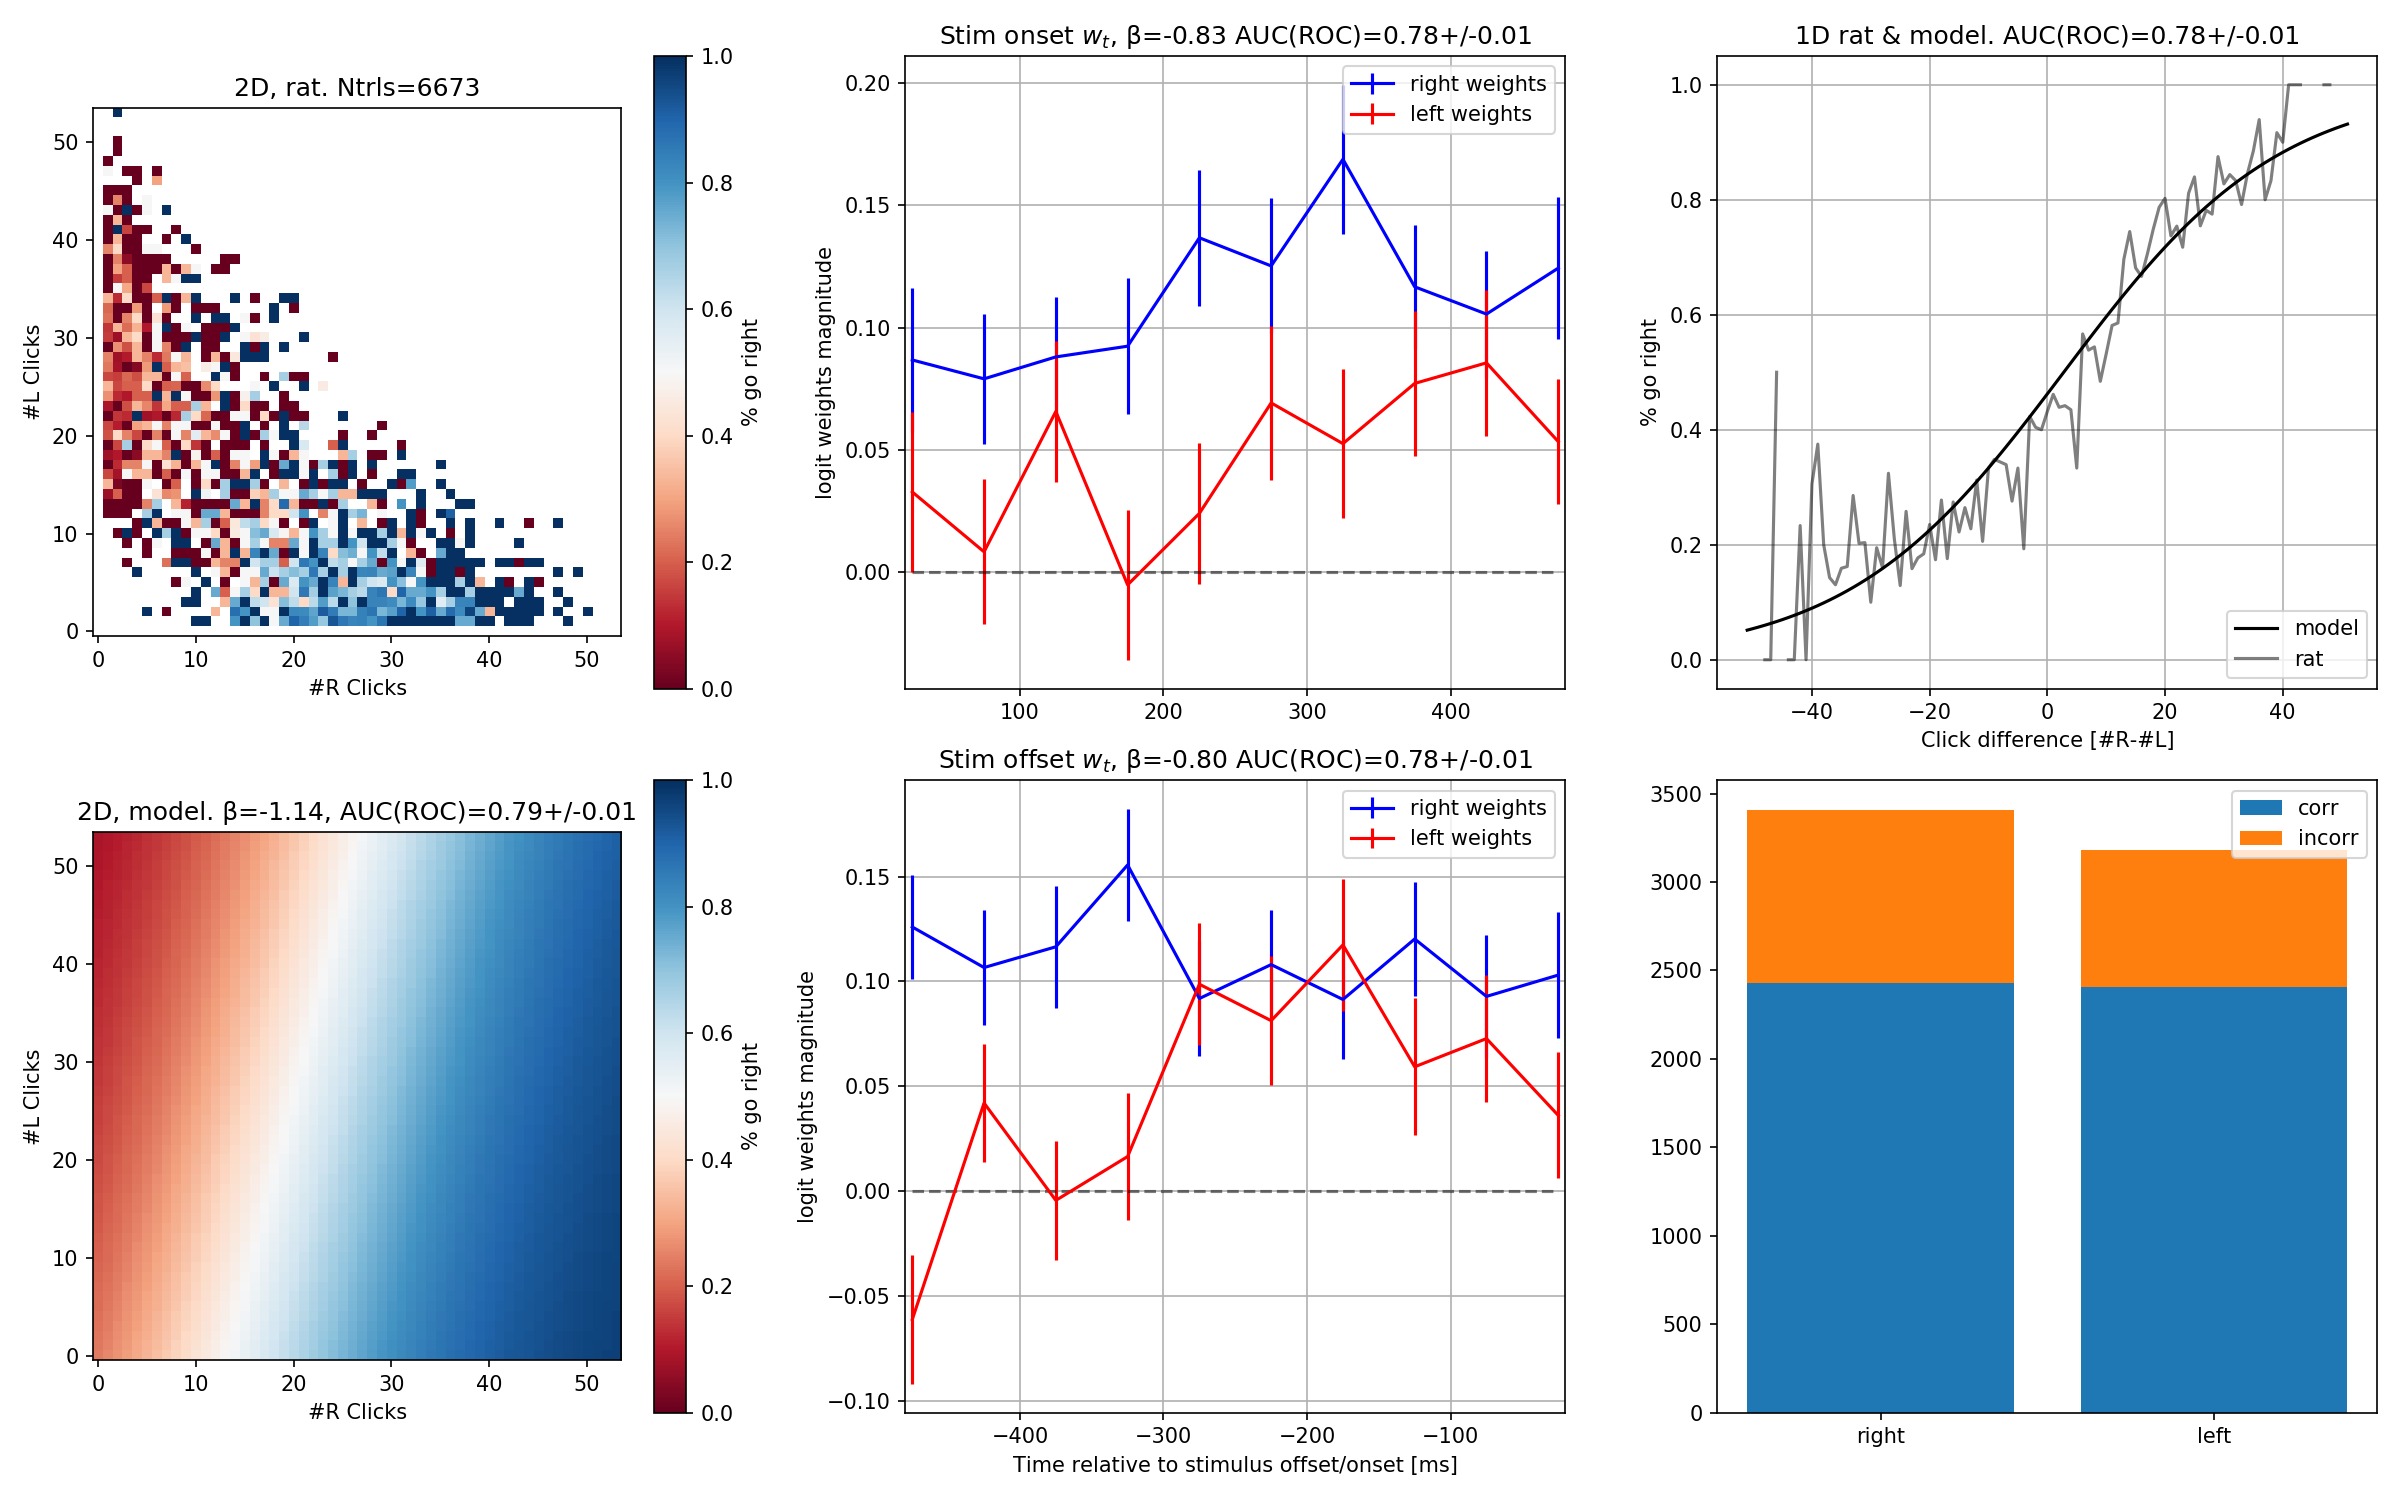 2D, rat. Ntrls=6673
50
40
30
20
10
0
#L Clicks
0 10 20 30 40 50
#R Clicks
1.0
0.8
0.6
0.4
0.2
0.0
% go right
Stim onset wt, β=-0.83 AUC(ROC)=0.78+/-0.01
right weights
left weights
0.20
0.15
0.10
0.05
0.00
logit weights magnitude
100 200 300 400
1D rat & model. AUC(ROC)=0.78+/-0.01
1.0
0.8
0.6
0.4
0.2
0.0
% go right
model
rat
−40 −20 0 20 40
Click difference [#R-#L]
2D, model. β=-1.14, AUC(ROC)=0.79+/-0.01
50
40
30
20
10
0
#L Clicks
0 10 20 30 40 50
#R Clicks
1.0
0.8
0.6
0.4
0.2
0.0
% go right
Stim offset wt, β=-0.80 AUC(ROC)=0.78+/-0.01
right weights
left weights
0.15
0.10
0.05
0.00
−0.05
−0.10
logit weights magnitude
−400 −300 −200 −100
Time relative to stimulus offset/onset [ms]
corr
incorr
3500
3000
2500
2000
1500
1000
500
0
right left